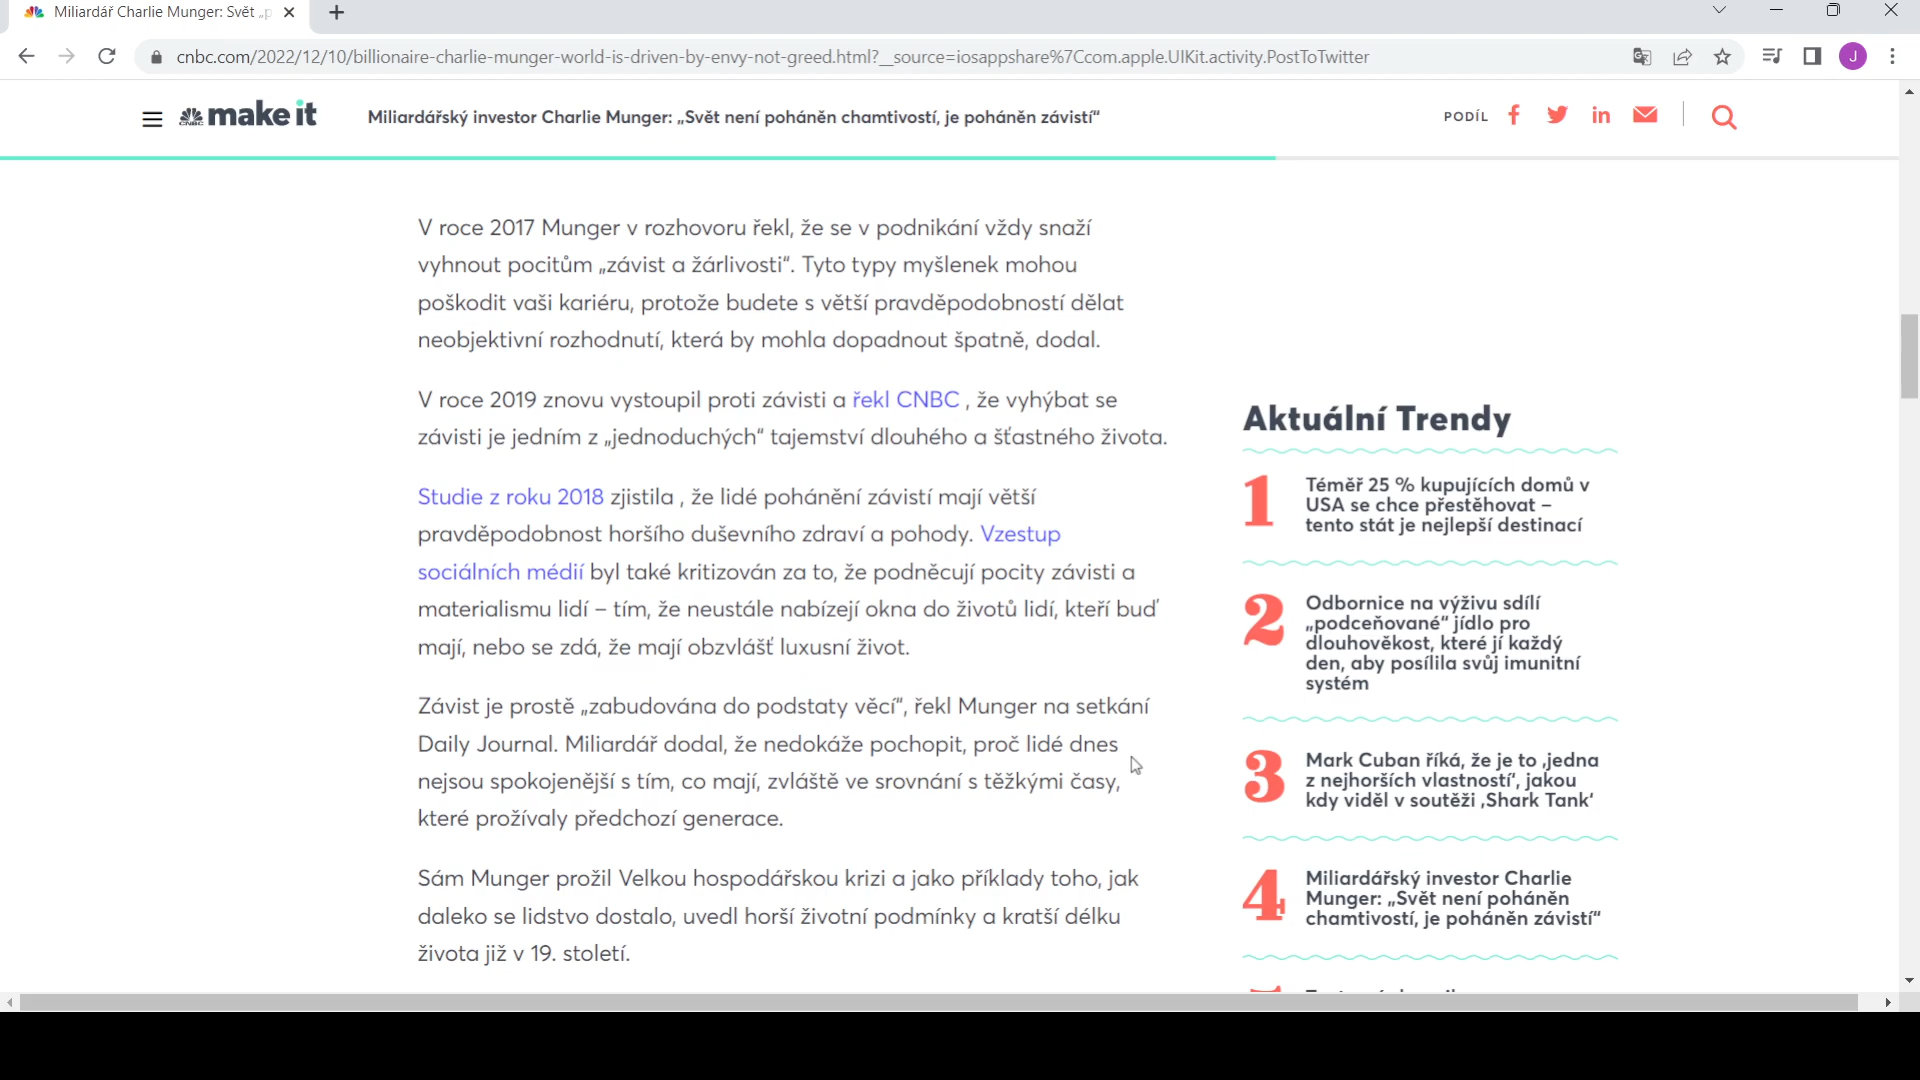 Miliardář Charlie Munger: Svět „p
cnbc.com/2022/12/10/billionaire-charlie-munger-world-is-driven-by-envy-not-greed.html?__source=iosappshare%7Ccom.apple.UIKit.activity.PostToTwitter
J
CNBC make it
Miliardářský investor Charlie Munger: „Svět není poháněn chamtivostí, je poháněn závistí“
PODÍL
V roce 2017 Munger v rozhovoru řekl, že se v podnikání vždy snaží
vyhnout pocitům „závist a žárlivosti“. Tyto typy myšlenek mohou
poškodit vaši kariéru, protože budete s větší pravděpodobností dělat
neobjektivní rozhodnutí, která by mohla dopadnout špatně, dodal.
V roce 2019 znovu vystoupil proti závisti a řekl CNBC , že vyhýbat se
závisti je jedním z „jednoduchých“ tajemství dlouhého a šťastného života.
Studie z roku 2018 zjistila , že lidé pohánění závistí mají větší
pravděpodobnost horšího duševního zdraví a pohody. Vzestup
sociálních médií byl také kritizován za to, že podněcují pocity závisti a
materialismu lidí – tím, že neustále nabízejí okna do životů lidí, kteří buď
mají, nebo se zdá, že mají obzvlášť luxusní život.
Závist je prostě „zabudována do podstaty věcí“, řekl Munger na setkání
Daily Journal. Miliardář dodal, že nedokáže pochopit, proč lidé dnes
nejsou spokojenější s tím, co mají, zvláště ve srovnání s těžkými časy,
které prožívaly předchozí generace.
Sám Munger prožil Velkou hospodářskou krizi a jako příklady toho, jak
daleko se lidstvo dostalo, uvedl horší životní podmínky a kratší délku
života již v 19. století.
Aktuální Trendy
1
Téměř 25 % kupujících domů v
USA se chce přestěhovat –
tento stát je nejlepší destinací
2
Odbornice na výživu sdílí
„podceňované“ jídlo pro
dlouhověkost, které jí každý
den, aby posílila svůj imunitní
systém
3
Mark Cuban říká, že je to ‚jedna
z nejhorších vlastností‘, jakou
kdy viděl v soutěži ‚Shark Tank‘
4
Miliardářský investor Charlie
Munger: „Svět není poháněn
chamtivostí, je poháněn závistí“